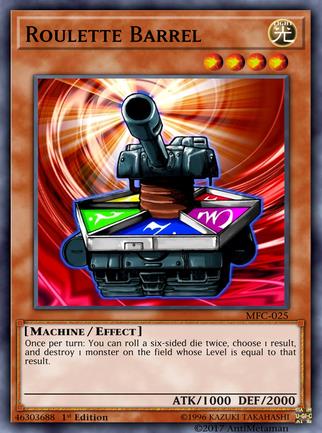 Roulette Barrel
LIGHT
光
MFC-025
[Machine / Effect]
Once per turn: You can roll a six-sided die twice, choose 1 result,
and destroy 1 monster on the field whose Level is equal to that
result.
ATK/1000 DEF/2000
46303688 1st Edition ©1996 KAZUKI TAKAHASHI
©2017 AntiMetaman